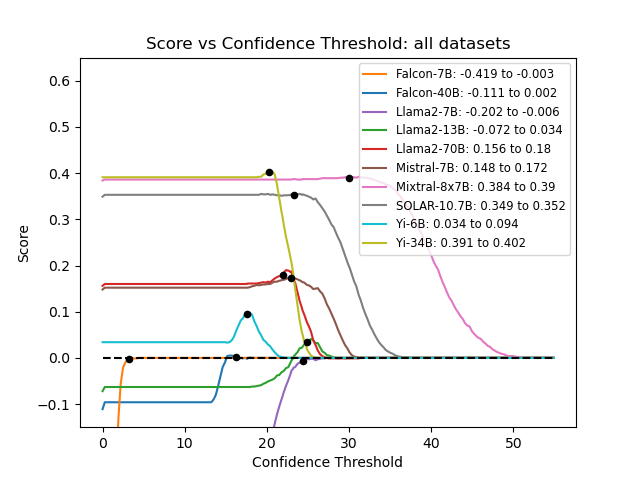 Score vs Confidence Threshold: all datasets
Falcon-7B: -0.419 to -0.003
Falcon-40B: -0.111 to 0.002
Llama2-7B: -0.202 to -0.006
Llama2-13B: -0.072 to 0.034
Llama2-70B: 0.156 to 0.18
Mistral-7B: 0.148 to 0.172
Mixtral-8x7B: 0.384 to 0.39
SOLAR-10.7B: 0.349 to 0.352
Yi-6B: 0.034 to 0.094
Yi-34B: 0.391 to 0.402
Score
0.6
0.5
0.4
0.3
0.2
0.1
0.0
−0.1
0 10 20 30 40 50
Confidence Threshold